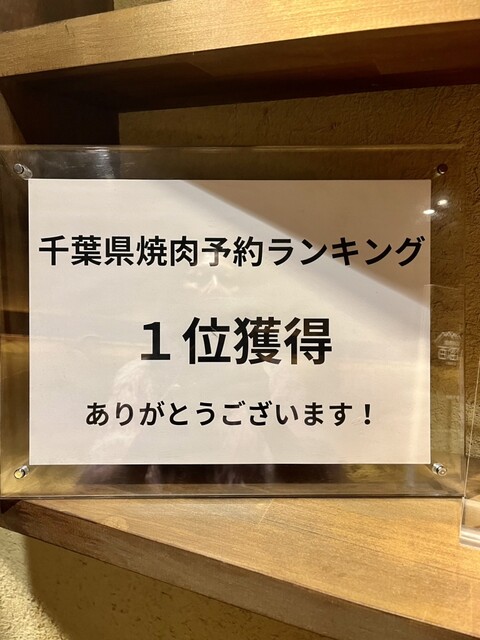 千葉県焼肉予約ランキング
１位獲得
ありがとうございます！